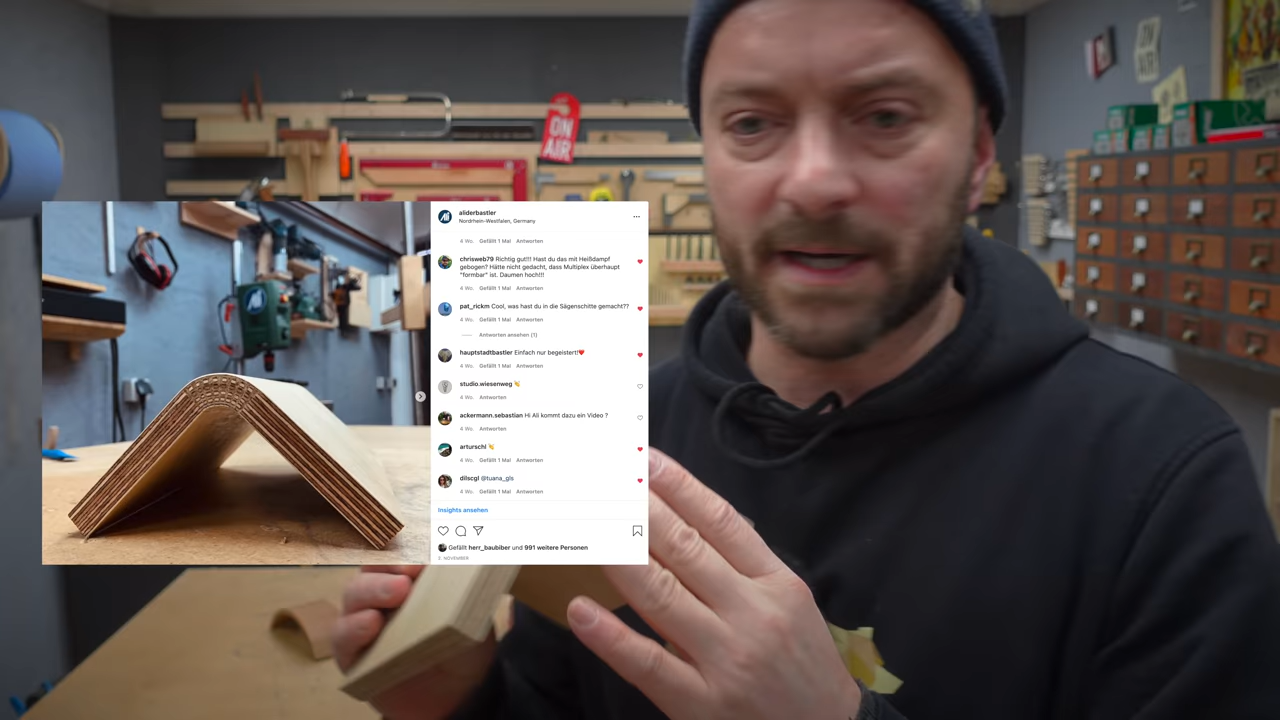 ON
AIR
aliderbastler
Nordrhein-Westfalen, Germany
4 Wo. Gefällt 1 Mal Antworten
chrisweb79 Richtig gut!!! Hast du das mit Heißdampf
gebogen? Hätte nicht gedacht, dass Multiplex überhaupt
"formbar" ist. Daumen hoch!!!
4 Wo. Gefällt 1 Mal Antworten
pat_rickm Cool, was hast du in die Sägenschitte gemacht??
4 Wo. Gefällt 1 Mal Antworten
Antworten ansehen (1)
hauptstadtbastler Einfach nur begeistert!❤️
4 Wo. Gefällt 1 Mal Antworten
studio.wiesenweg 👏
4 Wo. Antworten
ackermann.sebastian Hi Ali kommt dazu ein Video ?
4 Wo. Antworten
arturschl 👏
4 Wo. Gefällt 1 Mal Antworten
dilscgl @tuana_gls
4 Wo. Gefällt 1 Mal Antworten
Insights ansehen
Gefällt herr_baubiber und 991 weitere Personen
3. NOVEMBER